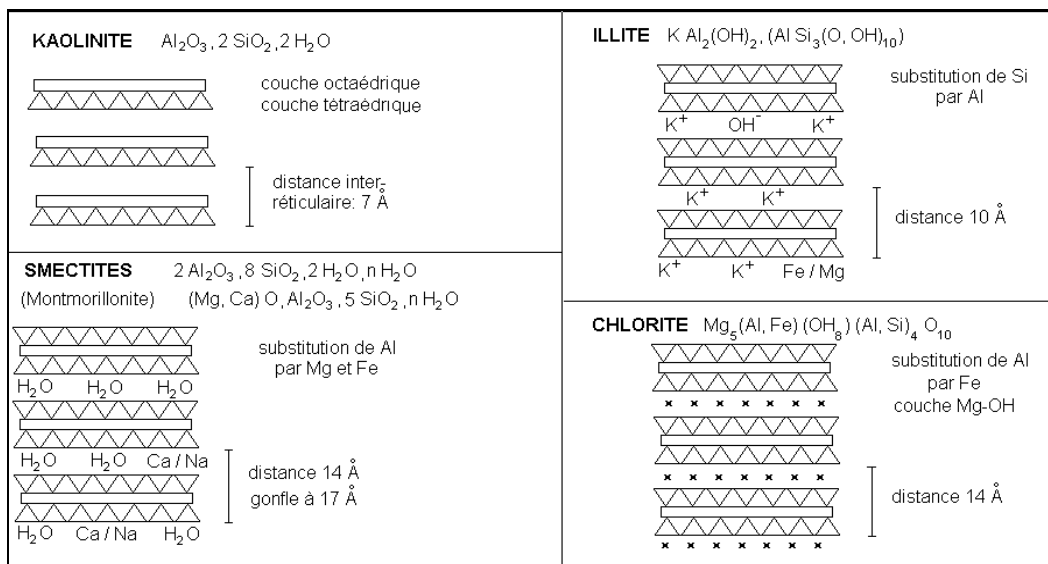 KAOLINITE Al₂O₃, 2 SiO₂, 2 H₂O
couche octaédrique
couche tétraédrique
distance inter-
réticulaire: 7 Å
SMECTITES 2 Al₂O₃, 8 SiO₂, 2 H₂O, n H₂O
(Montmorillonite) (Mg, Ca) O, Al₂O₃, 5 SiO₂, n H₂O
substitution de Al
par Mg et Fe
H₂O H₂O H₂O
H₂O H₂O Ca / Na
distance 14 Å
gonfle à 17 Å
H₂O Ca / Na H₂O
ILLITE K Al₂(OH)₂, (Al Si₃(O, OH)₁₀)
substitution de Si
par Al
K⁺ OH⁻ K⁺
K⁺ K⁺
distance 10 Å
K⁺ K⁺ Fe / Mg
CHLORITE Mg₅(Al, Fe) (OH₈) (Al, Si)₄ O₁₀
substitution de Al
par Fe
couche Mg-OH
distance 14 Å